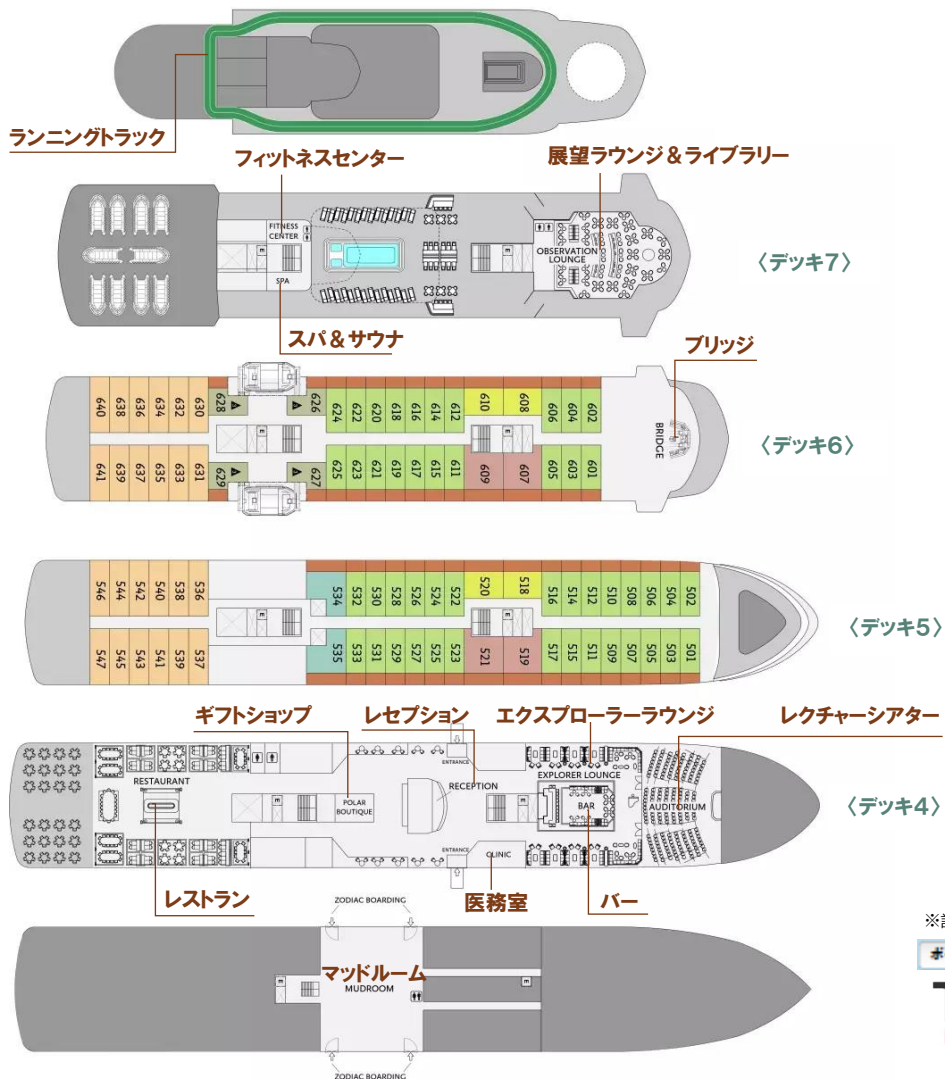 ランニングトラック
フィットネスセンター
展望ラウンジ＆ライブラリー
FITNESS
CENTER
E
E
OBSERVATION
LOUNGE
SPA
〈デッキ7〉
スパ＆サウナ
ブリッジ
640 638 636 634 632 630 628 626 624 622 620 618 616 614 612 610 608 606 604 602
E
E
BRIDGE
〈デッキ6〉
641 639 637 635 633 631 629 627 625 623 621 619 617 615 611 609 607 605 603 601
546 544 542 540 538 536 534 532 530 528 526 524 522 520 518 516 514 512 510 508 506 504 502
E
E
〈デッキ5〉
547 545 543 541 539 537 535 533 531 529 527 525 523 521 519 517 515 511 509 507 505 503 501
ギフトショップ
レセプション
エクスプローラーラウンジ
レクチャーシアター
ENTRANCE
RESTAURANT
RECEPTION
EXPLORER LOUNGE
E
POLAR
BOUTIQUE
E
BAR
AUDITORIUM
〈デッキ4〉
ENTRANCE
CLINIC
レストラン
医務室
バー
ZODIAC BOARDING
マッドルーム
MUDROOM
E
E
ZODIAC BOARDING